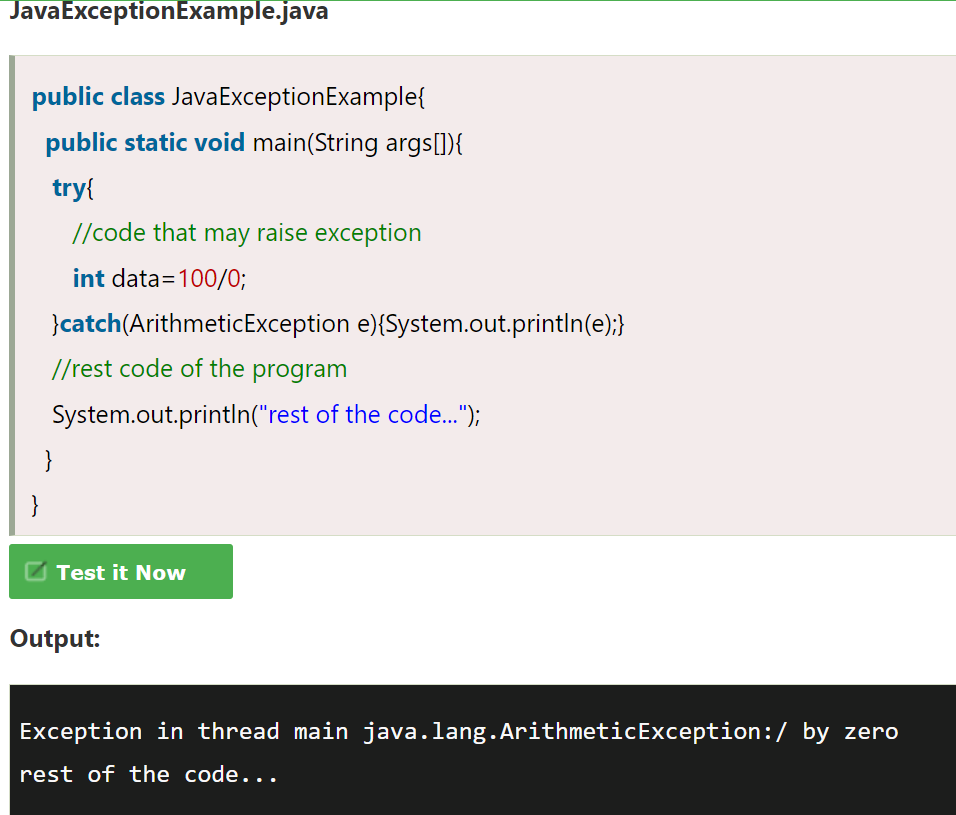 JavaExceptionExample.java
public class JavaExceptionExample{
public static void main(String args[]){
try{
//code that may raise exception
int data=100/0;
}catch(ArithmeticException e){System.out.println(e);}
//rest code of the program
System.out.println("rest of the code...");
}
}
Test it Now
Output:
Exception in thread main java.lang.ArithmeticException:/ by zero
rest of the code...